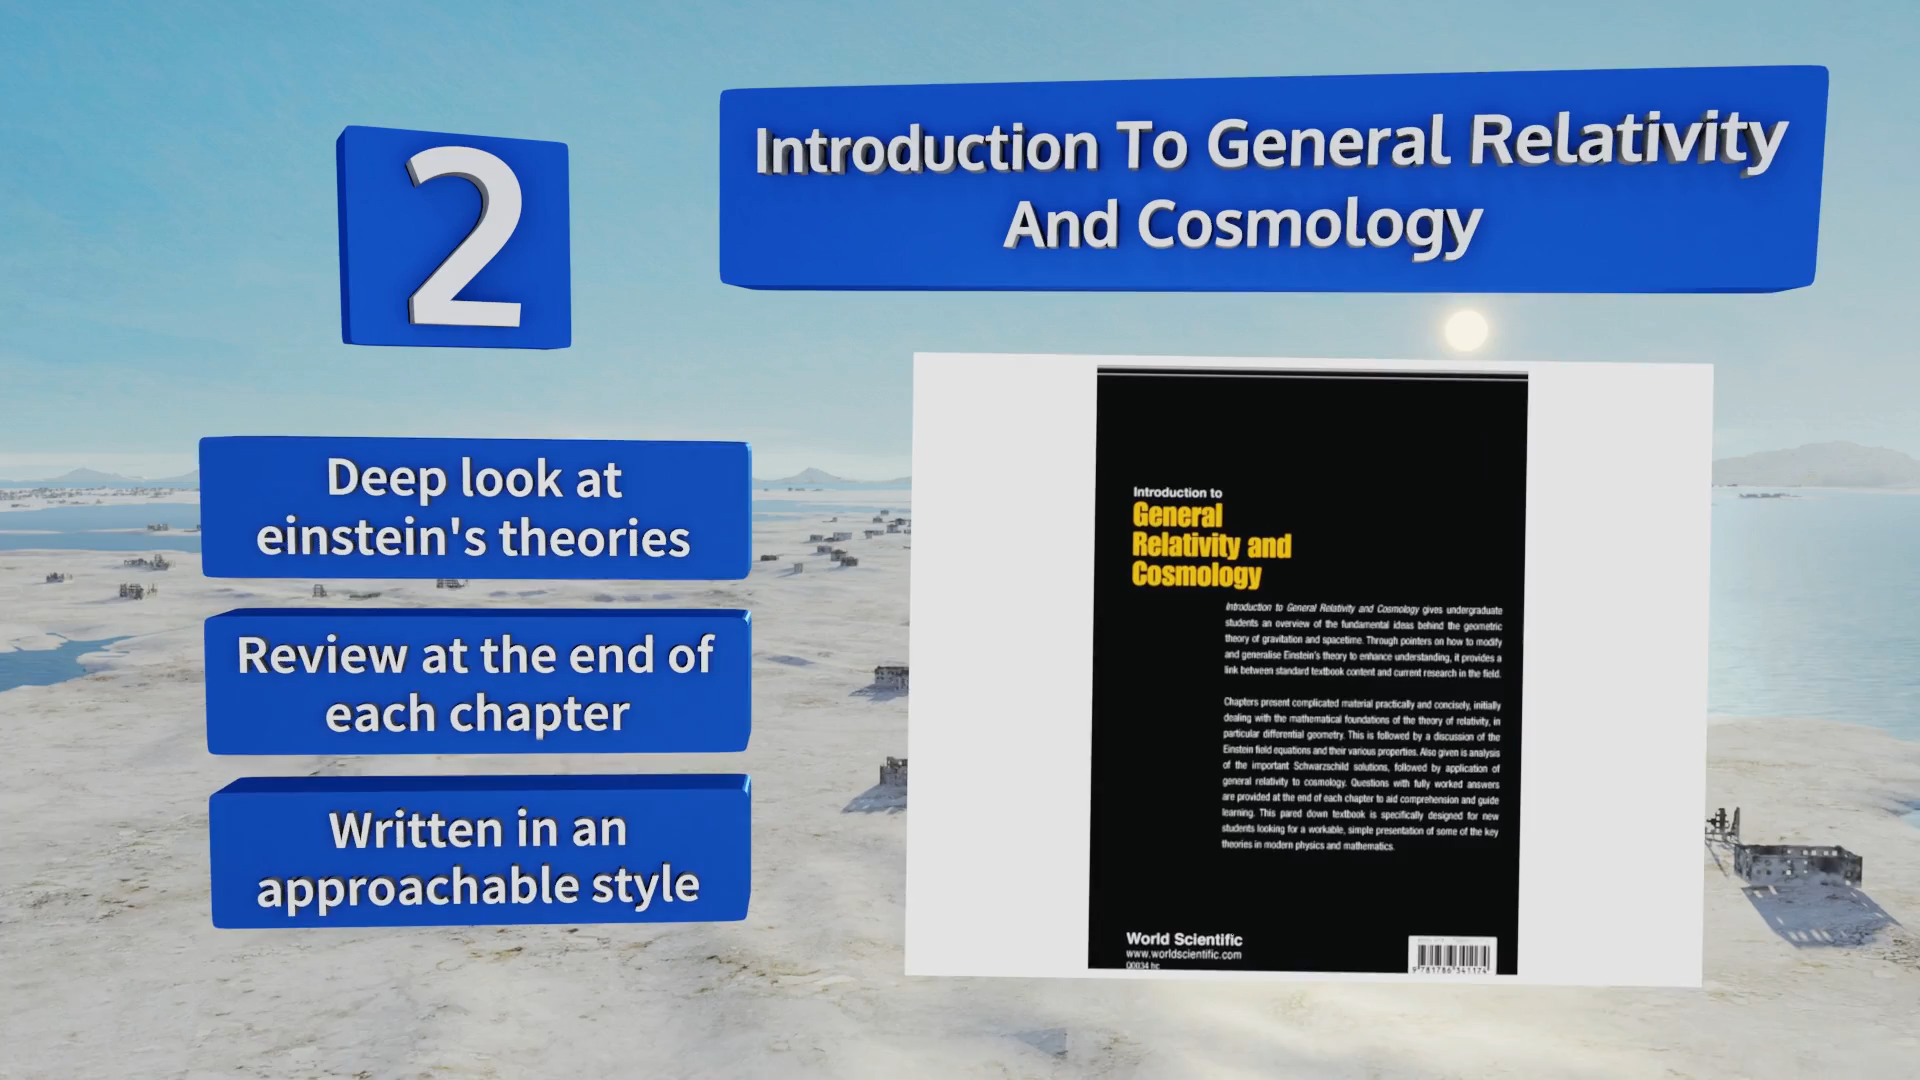 2
Introduction To General Relativity
And Cosmology
Deep look at
einstein's theories
Review at the end of
each chapter
Written in an
approachable style
Introduction to
General
Relativity and
Cosmology
Introduction to General Relativity and Cosmology gives undergraduate
students an overview of the fundamental ideas behind the geometric
theory of gravitation and spacetime. Through pointers on how to modify
and generalise Einstein's theory to enhance understanding, it provides a
link between standard textbook content and current research in the field.
Chapters present complicated material practically and concisely, initially
dealing with the mathematical foundations of the theory of relativity, in
particular differential geometry. This is followed by a discussion of the
Einstein field equations and their various properties. Also given is analysis
of the important Schwarzschild solutions, followed by application of
general relativity to cosmology. Questions with fully worked answers
are provided at the end of each chapter to aid comprehension and guide
learning. This pared down textbook is specifically designed for new
students looking for a workable, simple presentation of some of the key
theories in modern physics and mathematics.
World Scientific
www.worldscientific.com
Q0034 hc
9 781786 341174